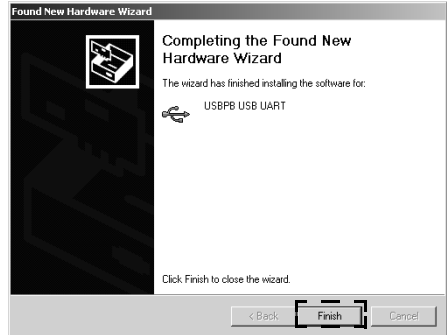 Found New Hardware Wizard
Completing the Found New
Hardware Wizard
The wizard has finished installing the software for:
USBPB USB UART
Click Finish to close the wizard.
< Back
Finish
Cancel